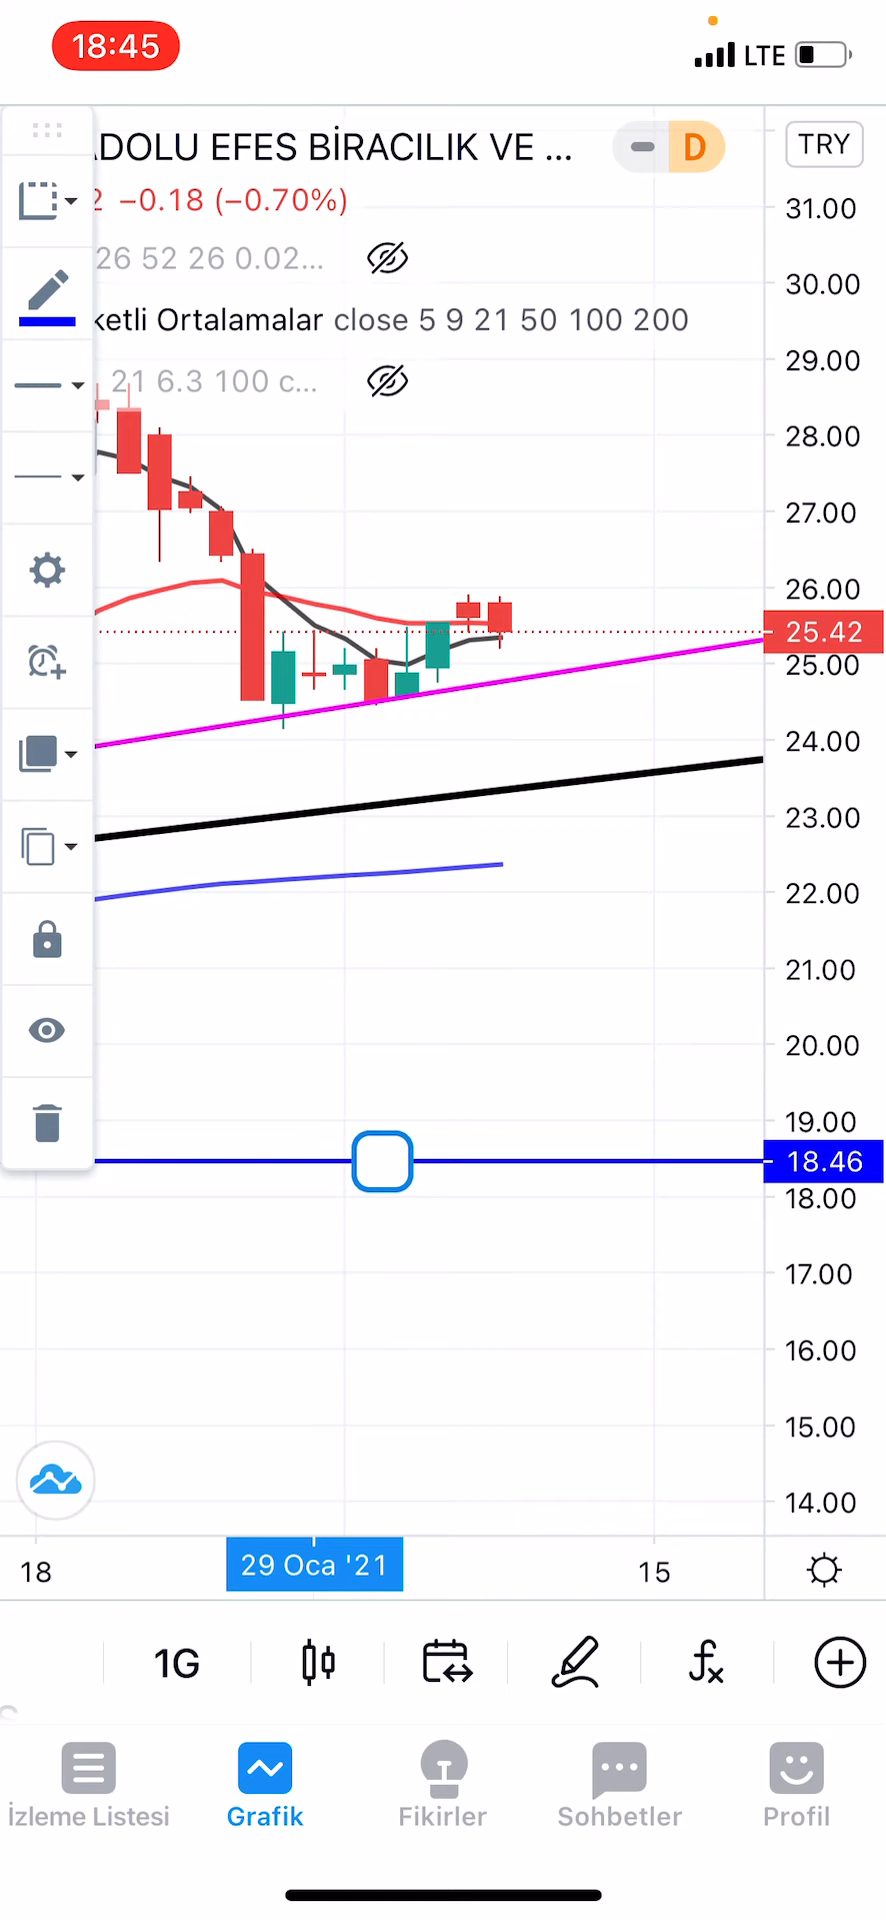 18:45
LTE
ADOLU EFES BİRACILIK VE ...
D
TRY
2 −0.18 (−0.70%)
26 52 26 0.02...
ketli Ortalamalar close 5 9 21 50 100 200
21 6.3 100 c...
31.00
30.00
29.00
28.00
27.00
26.00
25.42
25.00
24.00
23.00
22.00
21.00
20.00
19.00
18.46
18.00
17.00
16.00
15.00
14.00
18
29 Oca '21
15
1G
fx
İzleme Listesi
Grafik
Fikirler
Sohbetler
Profil